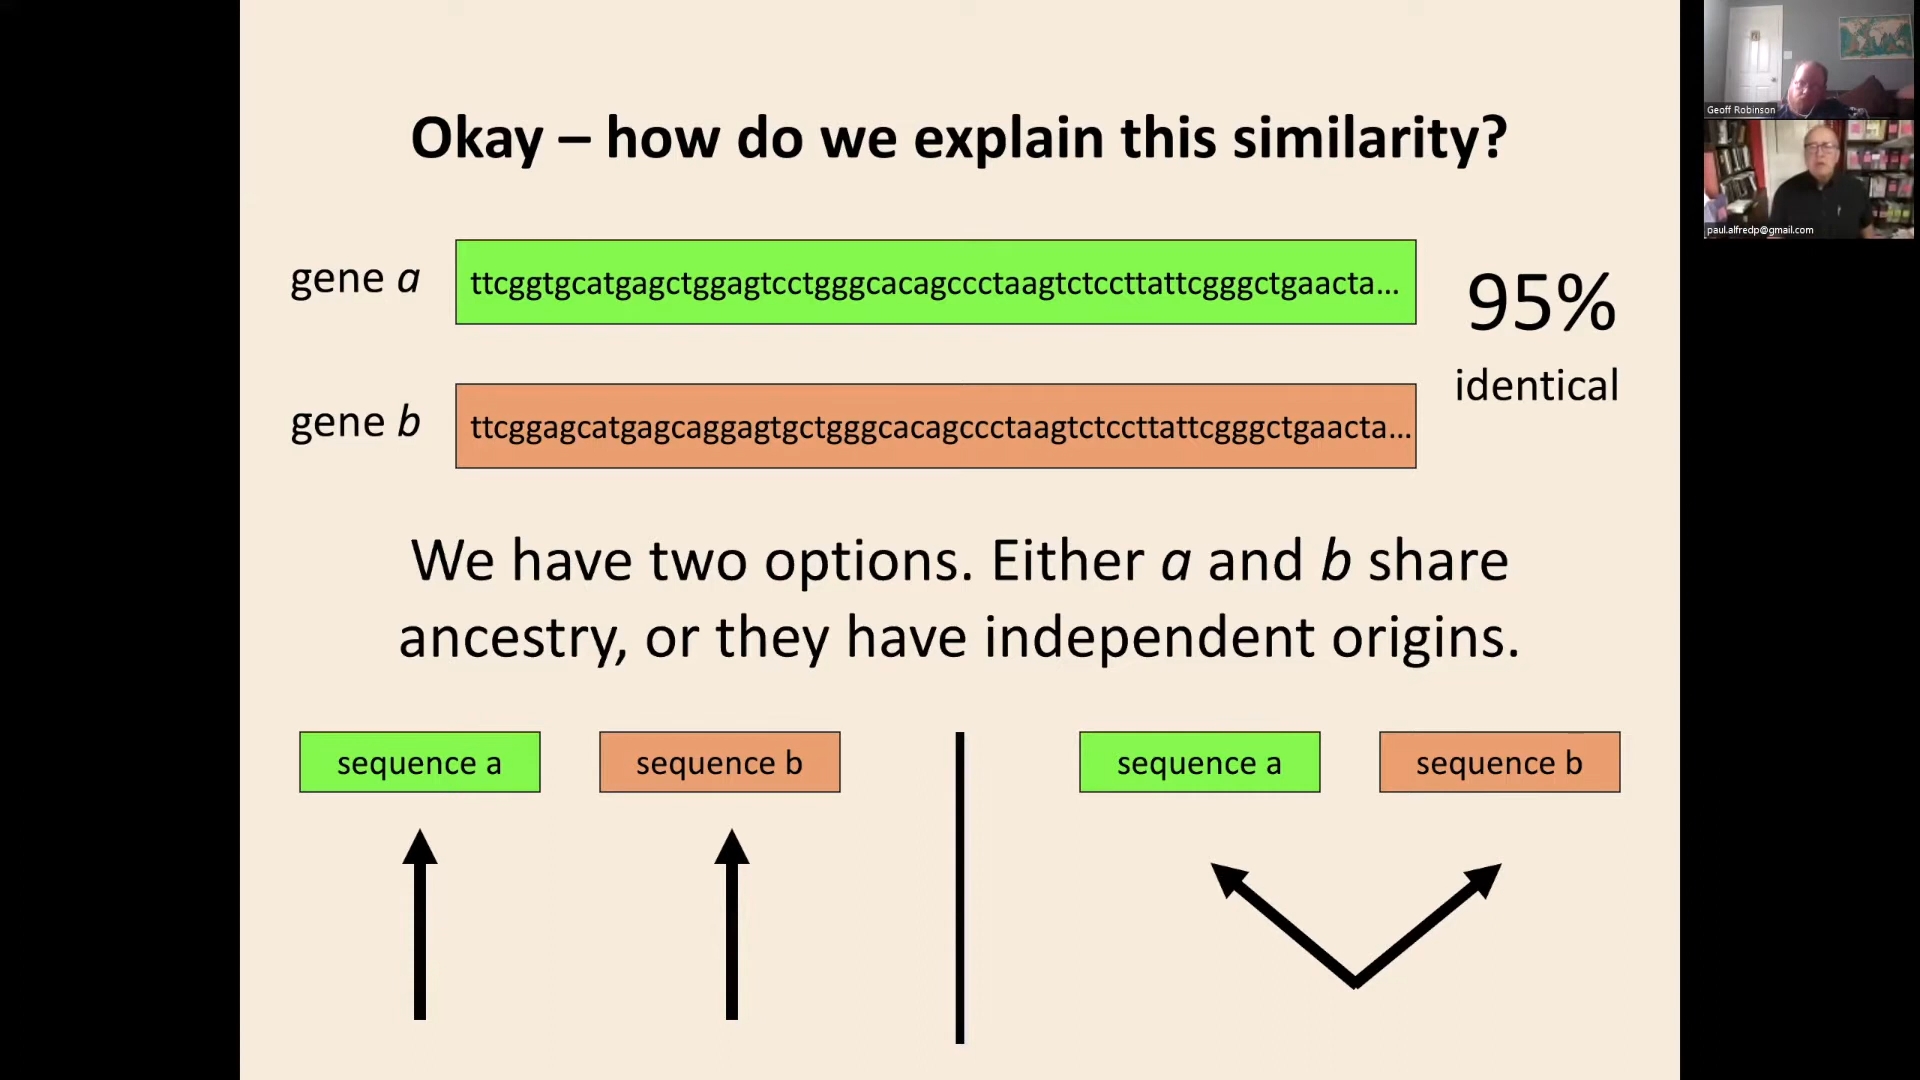 Okay – how do we explain this similarity?
gene a
ttcggtgcatgagctggagtcctgggcacagccctaagtctccttattcgggctgaacta...
95%
identical
gene b
ttcggagcatgagcaggagtgctgggcacagccctaagtctccttattcgggctgaacta...
We have two options. Either a and b share
ancestry, or they have independent origins.
sequence a
sequence b
sequence a
sequence b
Geoff Robinson
paul.alfredp@gmail.com